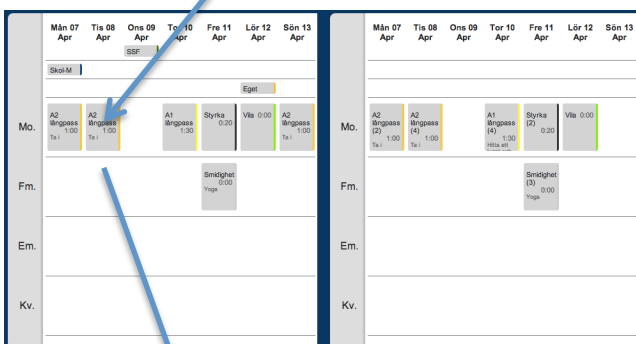 Mån 07 Tis 08 Ons 09 Tor 10 Fre 11 Lör 12 Sön 13
Apr Apr Apr Apr Apr Apr Apr
SSF
Skol-M
Eget
Mo.
A2 långpass 1:00 Ta i
A2 långpass 1:00 Ta i
A1 långpass 1:30
Styrka 0:20
Vila 0:00
A2 långpass 1:00 Ta i
Fm.
Smidighet 0:00 Yoga
Em.
Kv.
Mån 07 Tis 08 Ons 09 Tor 10 Fre 11 Lör 12 Sön 13
Apr Apr Apr Apr Apr Apr Apr
Mo.
A2 långpass (2) 1:00 Ta i
A2 långpass (4) 1:00 Ta i
A1 långpass (4) 1:30 Hitta ett
Styrka (2) 0:20
Vila 0:00
Fm.
Smidighet (3) 0:00 Yoga
Em.
Kv.